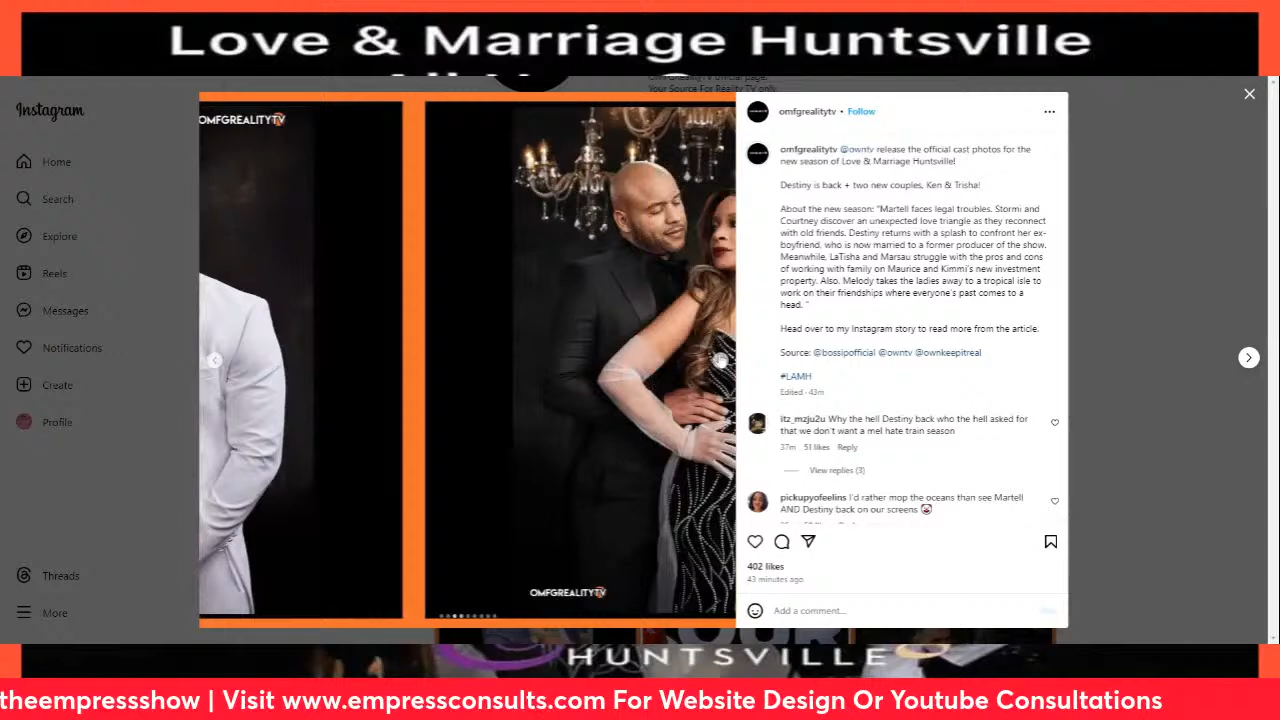 Love & Marriage Huntsville
Your Source For Reality TV only.
Instagram
Home
Search
Explore
Reels
Messages
Notifications
Create
Profile
Threads
More
OMFGREALITYTV
OMFGREALITYTV
omfgrealitytv • Follow
omfgrealitytv @owntv release the official cast photos for the
new season of Love & Marriage Huntsville!
Destiny is back + two new couples, Ken & Trisha!
About the new season: "Martell faces legal troubles. Stormi and
Courtney discover an unexpected love triangle as they reconnect
with old friends. Destiny returns with a splash to confront her ex-
boyfriend, who is now married to a former producer of the show.
Meanwhile, LaTisha and Marsau struggle with the pros and cons
of working with family on Maurice and Kimmi's new investment
property. Also, Melody takes the ladies away to a tropical isle to
work on their friendships where everyone's past comes to a
head. "
Head over to my Instagram story to read more from the article.
Source: @bossipofficial @owntv @ownkeepitreal
#LAMH
Edited · 43m
itz_mzju2u Why the hell Destiny back who the hell asked for
that we don't want a mel hate train season
37m 51 likes Reply
View replies (3)
pickupyofeelins I'd rather mop the oceans than see Martell
AND Destiny back on our screens
402 likes
43 minutes ago
Add a comment...
HUNTSVILLE
theempressshow | Visit www.empressconsults.com For Website Design Or Youtube Consultations